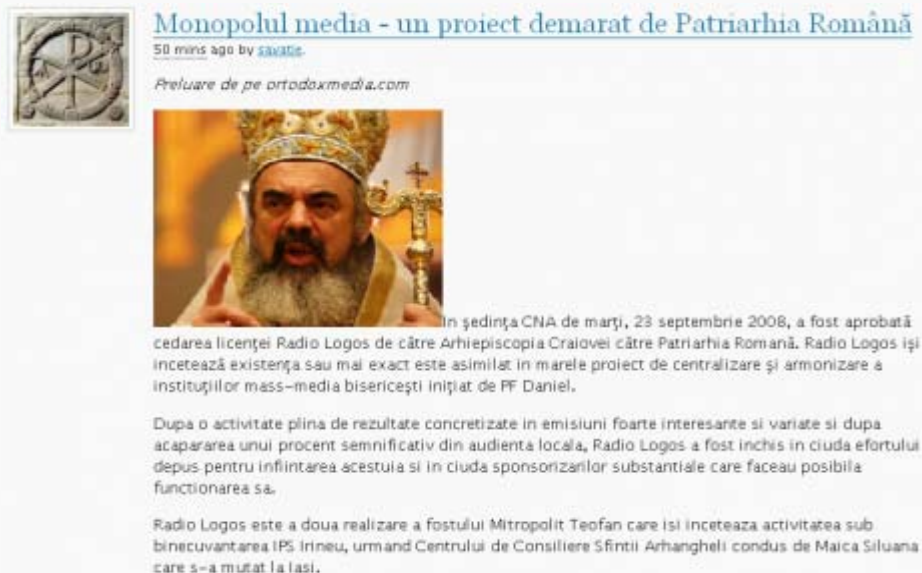 Monopolul media - un proiect demarat de Patriarhia Română
50 mins ago by savatie.
Preluare de pe ortodoxmedia.com
In şedinţa CNA de marţi, 23 septembrie 2008, a fost aprobată
cedarea licenţei Radio Logos de către Arhiepiscopia Craiovei către Patriarhia Romană. Radio Logos işi
incetează existenţa sau mai exact este asimilat in marele proiect de centralizare şi armonizare a
instituţiilor mass-media bisericeşti iniţiat de PF Daniel.
Dupa o activitate plina de rezultate concretizate in emisiuni foarte interesante si variate si dupa
acapararea unui procent semnificativ din audienta locala, Radio Logos a fost inchis in ciuda efortului
depus pentru infiintarea acestuia si in ciuda sponsorizarilor substantiale care faceau posibila
functionarea sa.
Radio Logos este a doua realizare a fostului Mitropolit Teofan care isi inceteaza activitatea sub
binecuvantarea IPS Irineu, urmand Centrului de Consiliere Sfintii Arhangheli condus de Maica Siluana
care s-a mutat la Iasi.